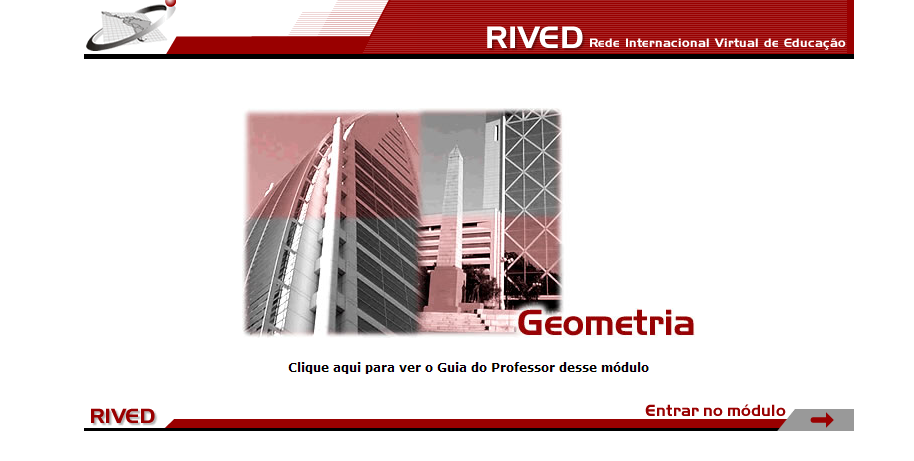 RIVED Rede Internacional Virtual de Educação
Geometria
Clique aqui para ver o Guia do Professor desse módulo
RIVED
Entrar no módulo